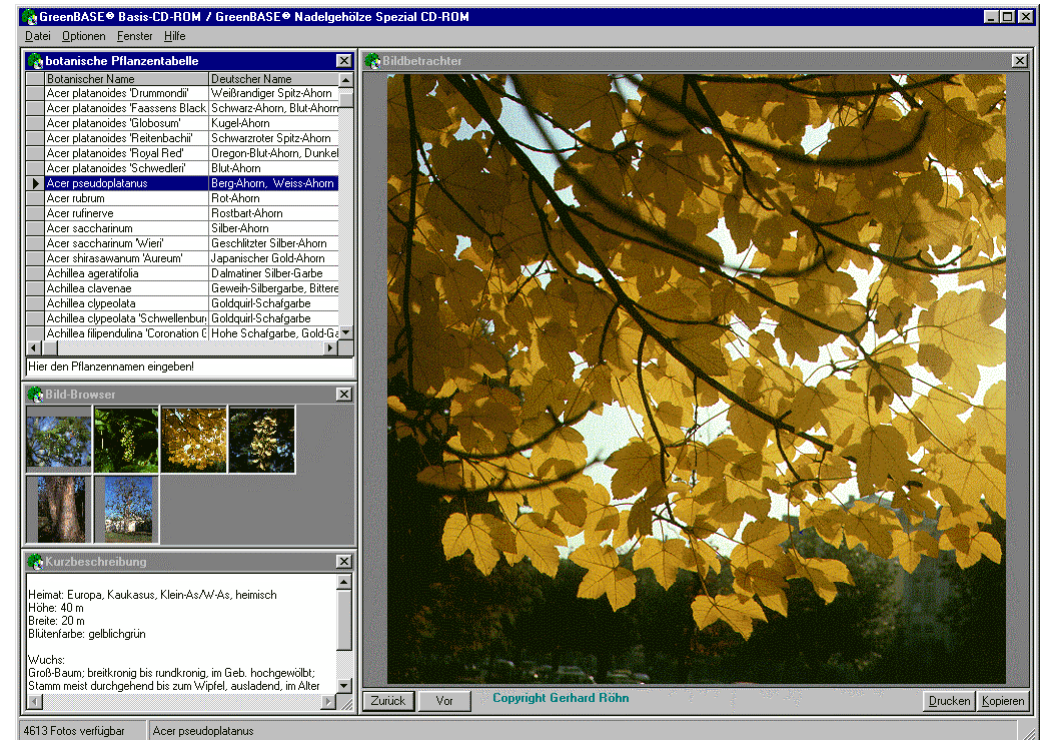 GreenBASE® Basis-CD-ROM / GreenBASE® Nadelgehölze Spezial CD-ROM
Datei Optionen Fenster Hilfe
botanische Pflanzentabelle
Botanischer Name Deutscher Name
Acer platanoides 'Drummondii' Weißrandiger Spitz-Ahorn
Acer platanoides 'Faassens Black Schwarz-Ahorn, Blut-Ahorn
Acer platanoides 'Globosum' Kugel-Ahorn
Acer platanoides 'Reitenbachii' Schwarzroter Spitz-Ahorn
Acer platanoides 'Royal Red' Oregon-Blut-Ahorn, Dunkel
Acer platanoides 'Schwedleri' Blut-Ahorn
Acer pseudoplatanus Berg-Ahorn, Weiss-Ahorn
Acer rubrum Rot-Ahorn
Acer rufinerve Rostbart-Ahorn
Acer saccharinum Silber-Ahorn
Acer saccharinum 'Wieri' Geschlitzter Silber-Ahorn
Acer shirasawanum 'Aureum' Japanischer Gold-Ahorn
Achillea ageratifolia Dalmatiner Silber-Garbe
Achillea clavenae Geweih-Silbergarbe, Bittere
Achillea clypeolata Goldquirl-Schafgarbe
Achillea clypeolata 'Schwellenbur Goldquirl-Schafgarbe
Achillea filipendulina 'Coronation G Hohe Schafgarbe, Gold-Ga
Hier den Pflanzennamen eingeben!
Bild-Browser
Kurzbeschreibung
Heimat: Europa, Kaukasus, Klein-As/W-As, heimisch
Höhe: 40 m
Breite: 20 m
Blütenfarbe: gelblichgrün
Wuchs:
Groß-Baum; breitkronig bis rundkronig, im Geb. hochgewölbt;
Stamm meist durchgehend bis zum Wipfel, ausladend, im Alter
Bildbetrachter
Zurück Vor Copyright Gerhard Röhn Drucken Kopieren
4613 Fotos verfügbar Acer pseudoplatanus